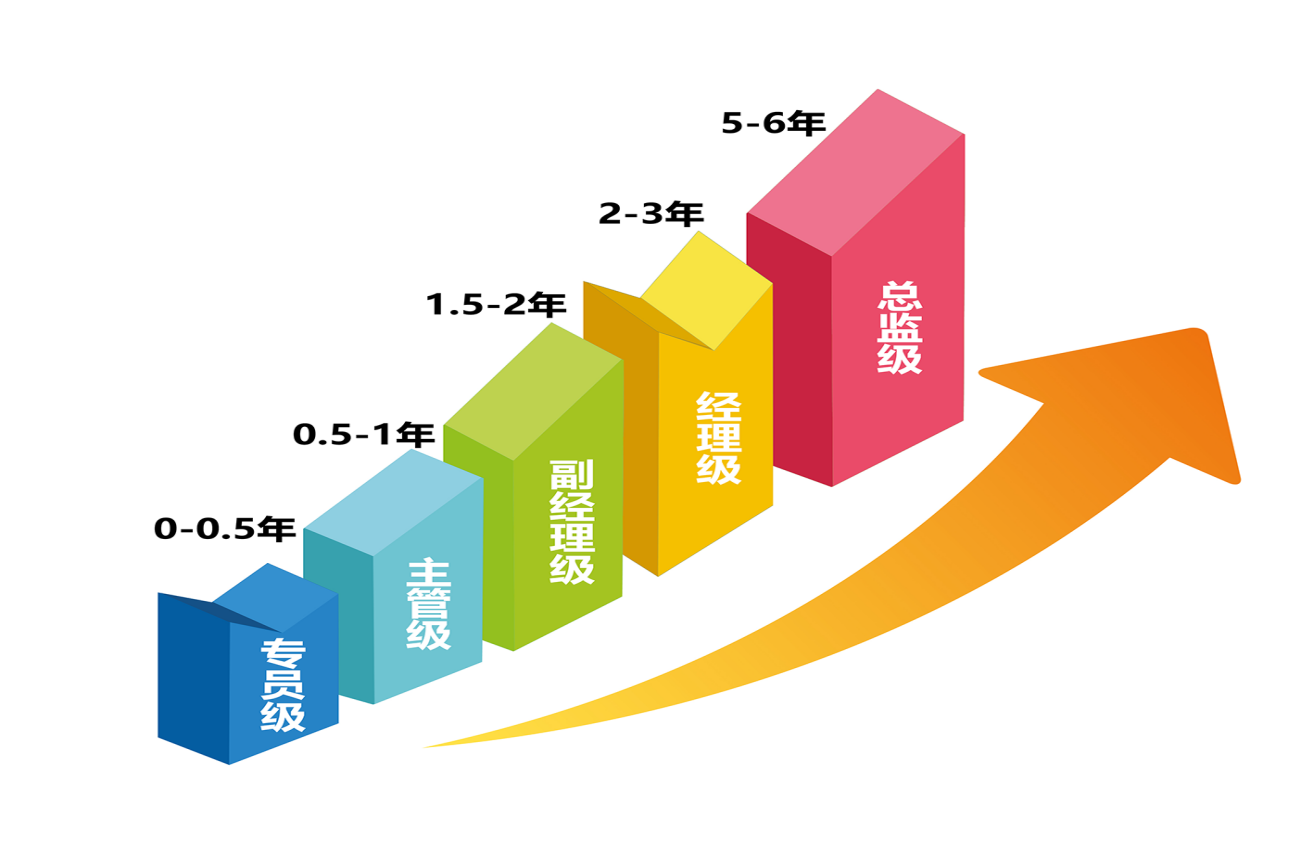 5-6年
2-3年
1.5-2年
0.5-1年
0-0.5年
总监级
经理级
副经理级
主管级
专员级